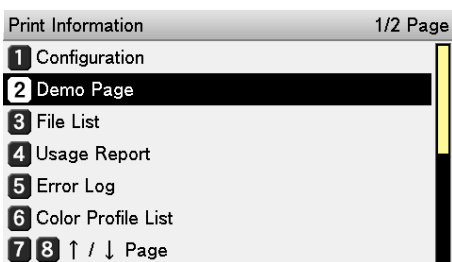 Print Information 1/2 Page
1 Configuration
2 Demo Page
3 File List
4 Usage Report
5 Error Log
6 Color Profile List
7 8 ↑ / ↓ Page